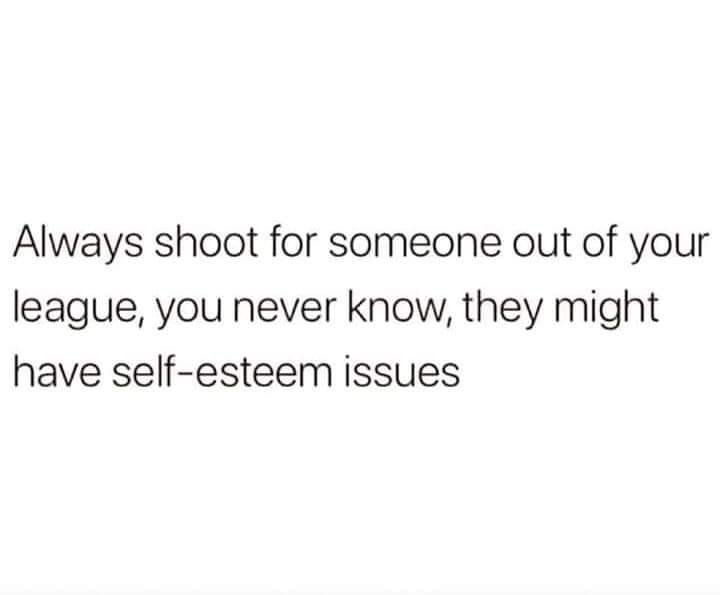 Always shoot for someone out of your
league, you never know, they might
have self-esteem issues